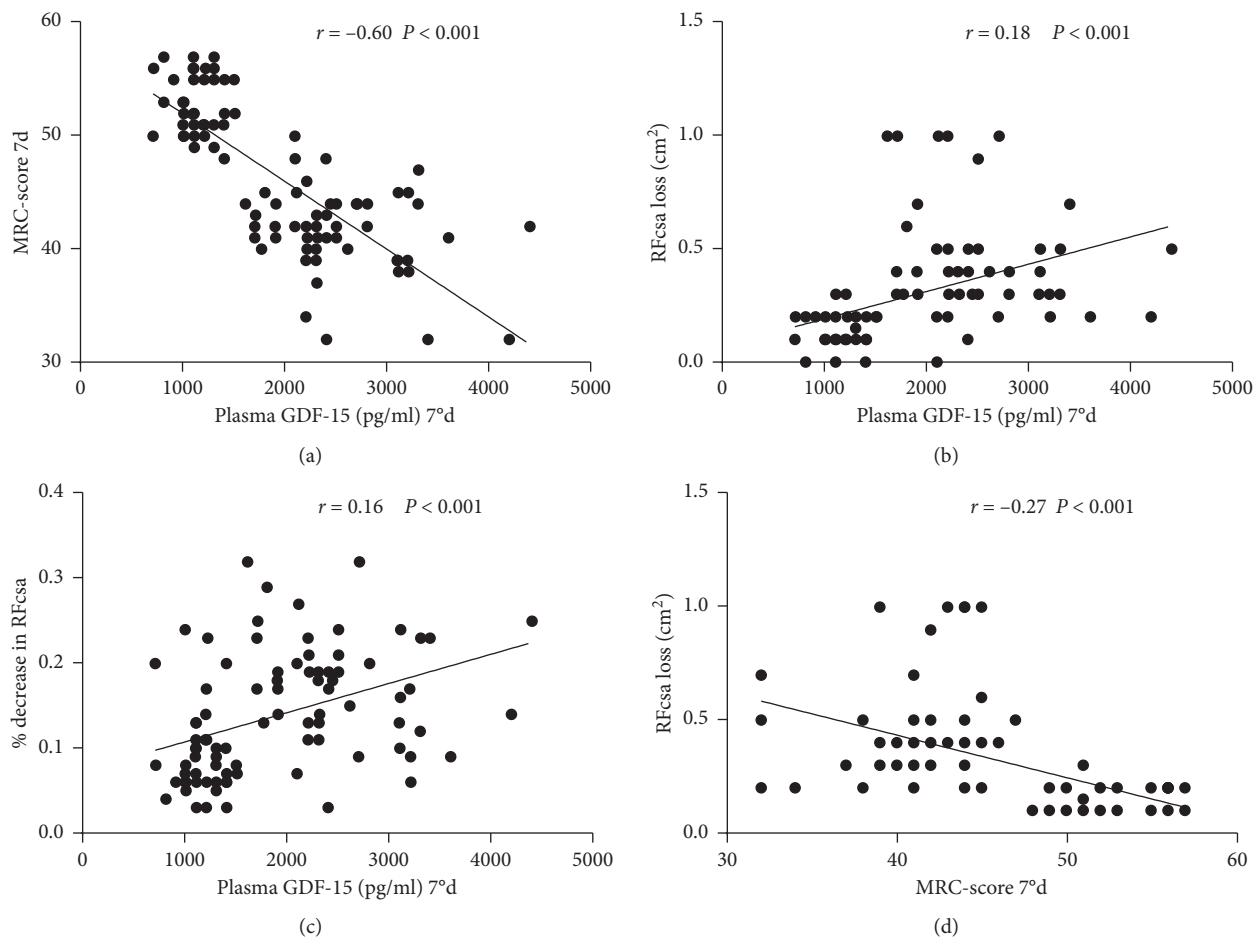 r = –0.60 P < 0.001
60
50
40
30
MRC-score 7d
0 1000 2000 3000 4000 5000
Plasma GDF-15 (pg/ml) 7°d
(a)
r = 0.18 P < 0.001
1.5
1.0
0.5
0.0
RFcsa loss (cm²)
0 1000 2000 3000 4000 5000
Plasma GDF-15 (pg/ml) 7°d
(b)
r = 0.16 P < 0.001
0.4
0.3
0.2
0.1
0.0
% decrease in RFcsa
0 1000 2000 3000 4000 5000
Plasma GDF-15 (pg/ml) 7°d
(c)
r = –0.27 P < 0.001
1.5
1.0
0.5
0.0
RFcsa loss (cm²)
30 40 50 60
MRC-score 7°d
(d)